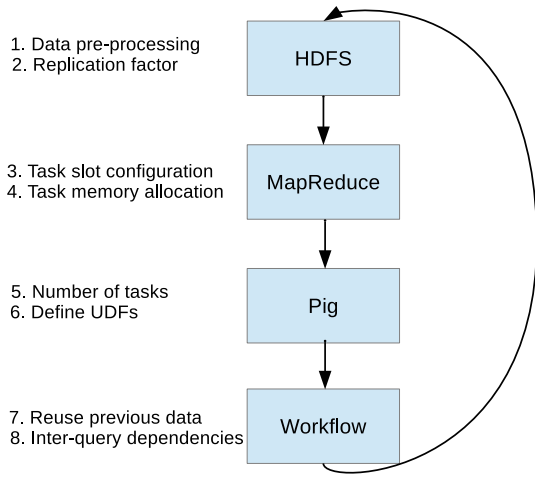 1. Data pre-processing
2. Replication factor
HDFS
3. Task slot configuration
4. Task memory allocation
MapReduce
5. Number of tasks
6. Define UDFs
Pig
7. Reuse previous data
8. Inter-query dependencies
Workflow